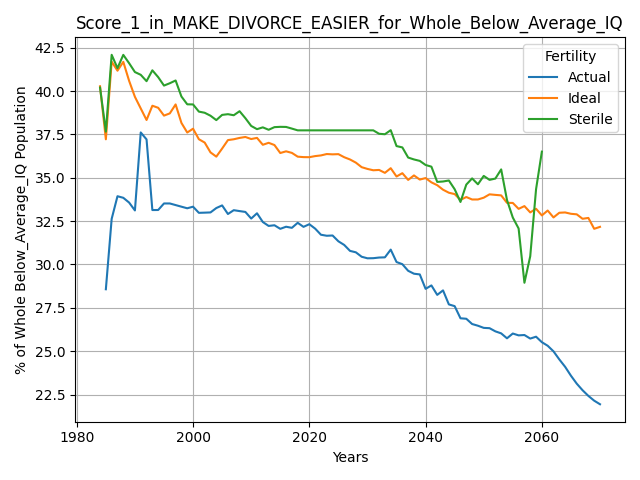 Score_1_in_MAKE_DIVORCE_EASIER_for_Whole_Below_Average_IQ
Fertility
Actual
Ideal
Sterile
% of Whole Below_Average_IQ Population
42.5
40.0
37.5
35.0
32.5
30.0
27.5
25.0
22.5
1980
2000
2020
2040
2060
Years